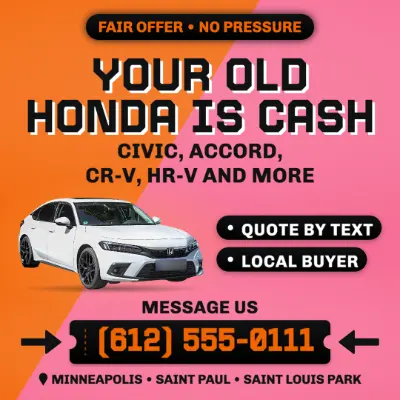 FAIR OFFER • NO PRESSURE
YOUR OLD
HONDA IS CASH
CIVIC, ACCORD,
CR-V, HR-V AND MORE
• QUOTE BY TEXT
• LOCAL BUYER
MESSAGE US
(612) 555-0111
MINNEAPOLIS • SAINT PAUL • SAINT LOUIS PARK